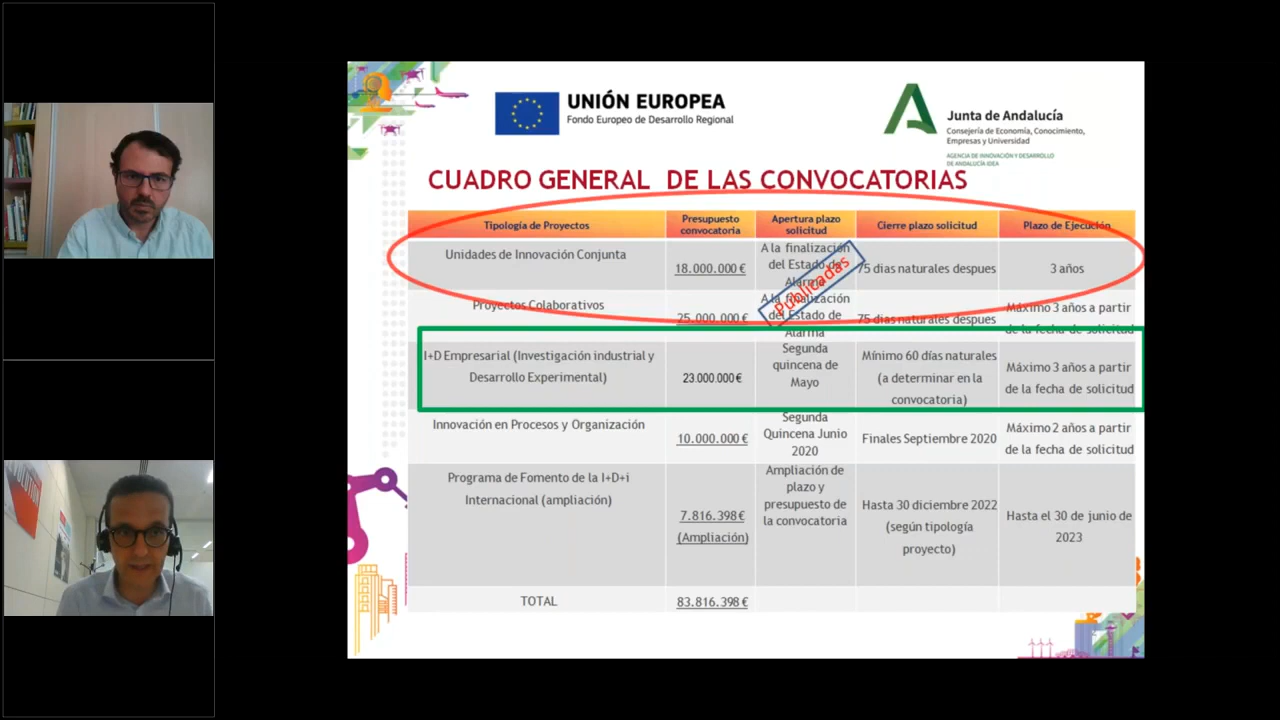 UNIÓN EUROPEA
Fondo Europeo de Desarrollo Regional
Junta de Andalucía
Consejería de Economía, Conocimiento,
Empresas y Universidad
AGENCIA DE INNOVACIÓN Y DESARROLLO
DE ANDALUCÍA IDEA
CUADRO GENERAL DE LAS CONVOCATORIAS
Tipología de Proyectos
Presupuesto
convocatoria
Apertura plazo
solicitud
Cierre plazo solicitud
Plazo de Ejecución
Unidades de Innovación Conjunta
18.000.000 €
A la finalización
del Estado de
Alarma
75 días naturales despues
3 años
Publicadas
Proyectos Colaborativos
25.000.000 €
A la finalización
del Estado de
Alarma
75 días naturales despues
Máximo 3 años a partir
de la fecha de solicitud
I+D Empresarial (Investigación industrial y
Desarrollo Experimental)
23.000.000 €
Segunda
quincena de
Mayo
Mínimo 60 días naturales
(a determinar en la
convocatoria)
Máximo 3 años a partir
de la fecha de solicitud
Innovación en Procesos y Organización
10.000.000 €
Segunda
Quincena Junio
2020
Finales Septiembre 2020
Máximo 2 años a partir
de la fecha de solicitud
Programa de Fomento de la I+D+i
Internacional (ampliación)
7.816.398 €
(Ampliación)
Ampliación de
plazo y
presupuesto de
la convocatoria
Hasta 30 diciembre 2022
(según tipología
proyecto)
Hasta el 30 de junio de
2023
TOTAL
83.816.398 €